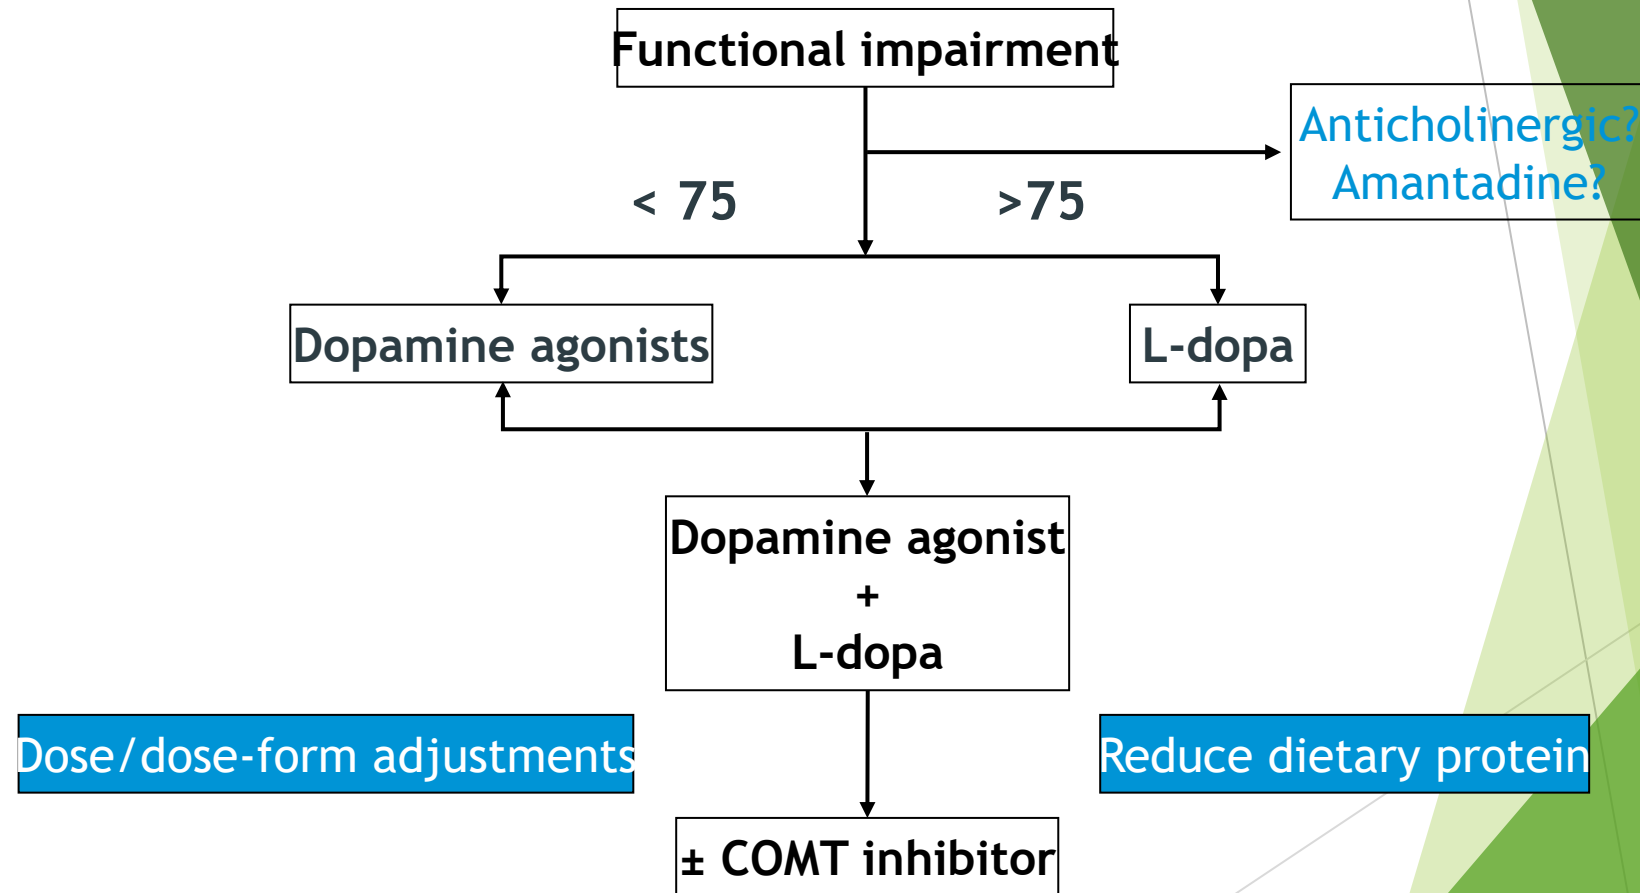 Functional impairment
Anticholinergic?
Amantadine?
< 75
>75
Dopamine agonists
L-dopa
Dopamine agonist
+
L-dopa
Dose/dose-form adjustments
Reduce dietary protein
± COMT inhibitor